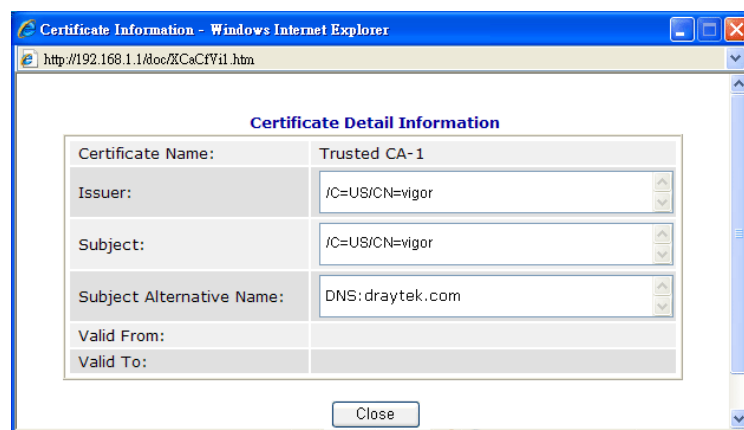 Certificate Information - Windows Internet Explorer
http://192.168.1.1/doc/XCaCfVi1.htm
Certificate Detail Information
Certificate Name: Trusted CA-1
Issuer: /C=US/CN=vigor
Subject: /C=US/CN=vigor
Subject Alternative Name: DNS:draytek.com
Valid From:
Valid To:
Close